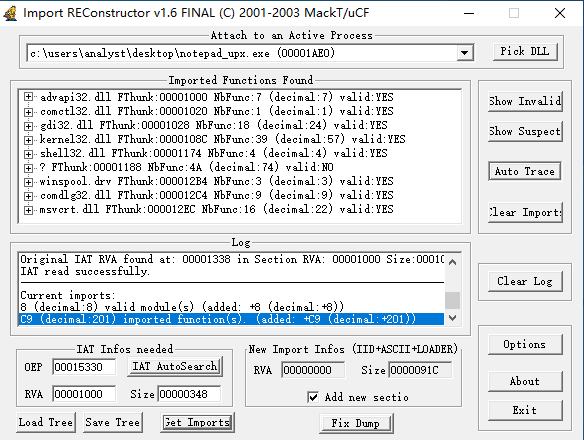 Import REConstructor v1.6 FINAL (C) 2001-2003 MackT/uCF
Attach to an Active Process
c:\users\analyst\desktop\notepad_upx.exe (00001AE0)
Pick DLL
Imported Functions Found
advapi32.dll FThunk:00001000 NbFunc:7 (decimal:7) valid:YES
comctl32.dll FThunk:00001020 NbFunc:1 (decimal:1) valid:YES
gdi32.dll FThunk:00001028 NbFunc:18 (decimal:24) valid:YES
kernel32.dll FThunk:0000108C NbFunc:39 (decimal:57) valid:YES
shell32.dll FThunk:00001174 NbFunc:4 (decimal:4) valid:YES
? FThunk:00001188 NbFunc:4A (decimal:74) valid:NO
winspool.drv FThunk:000012B4 NbFunc:3 (decimal:3) valid:YES
comdlg32.dll FThunk:000012C4 NbFunc:9 (decimal:9) valid:YES
msvcrt.dll FThunk:000012EC NbFunc:16 (decimal:22) valid:YES
Show Invalid
Show Suspect
Auto Trace
Clear Imports
Log
Original IAT RVA found at: 00001338 in Section RVA: 00001000 Size:0001C
IAT read successfully.
Current imports:
8 (decimal:8) valid module(s) (added: +8 (decimal:+8))
C9 (decimal:201) imported function(s). (added: +C9 (decimal:+201))
Clear Log
IAT Infos needed
OEP 00015330 IAT AutoSearch
RVA 00001000 Size 00000348
New Import Infos (IID+ASCII+LOADER)
RVA 00000000 Size 0000091C
Add new sectio
Options
About
Exit
Load Tree Save Tree Get Imports Fix Dump